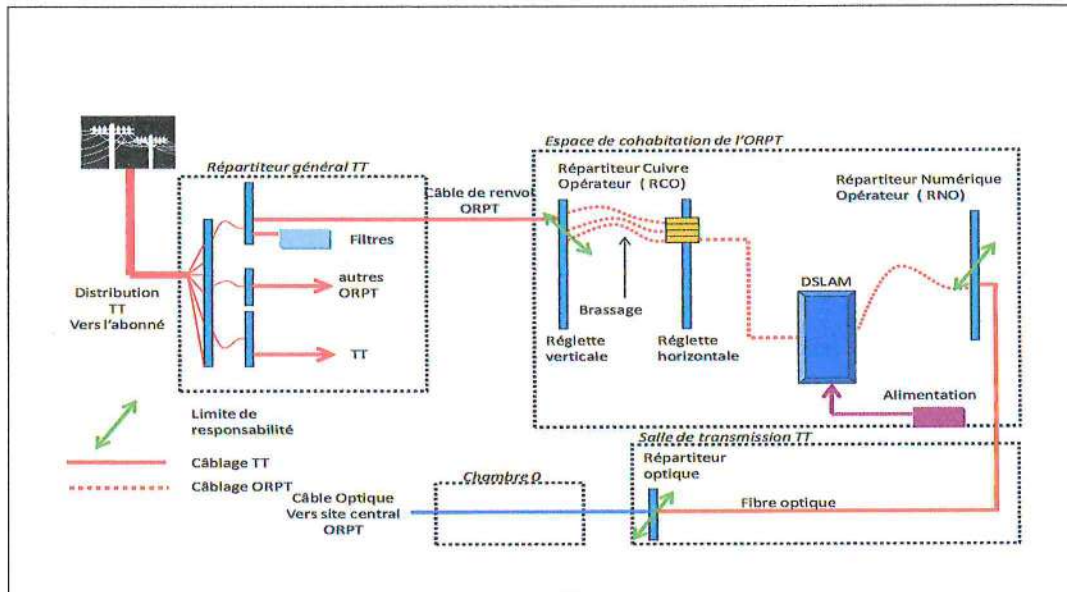 Espace de cohabitation de l'ORPT
Répartiteur général TT
Câble de renvoi
ORPT
Répartiteur Cuivre
Opérateur ( RCO)
Répartiteur Numérique
Opérateur ( RNO)
Filtres
autres
ORPT
TT
Distribution
TT
Vers l'abonné
Brassage
DSLAM
Réglette
verticale
Réglette
horizontale
Alimentation
Limite de
responsabilité
Câblage TT
Câblage ORPT
Salle de transmission TT
Répartiteur
optique
Chambre 0
Câble Optique
Vers site central
ORPT
Fibre optique